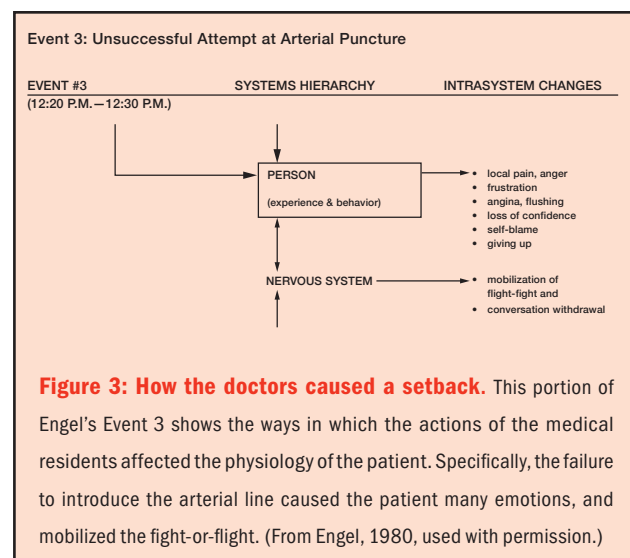 Event 3: Unsuccessful Attempt at Arterial Puncture
EVENT #3 SYSTEMS HIERARCHY INTRASYSTEM CHANGES
(12:20 P.M.—12:30 P.M.)
PERSON
(experience & behavior)
• local pain, anger
• frustration
• angina, flushing
• loss of confidence
• self-blame
• giving up
NERVOUS SYSTEM
• mobilization of
flight-fight and
• conversation withdrawal
Figure 3: How the doctors caused a setback. This portion of
Engel's Event 3 shows the ways in which the actions of the medical
residents affected the physiology of the patient. Specifically, the failure
to introduce the arterial line caused the patient many emotions, and
mobilized the fight-or-flight. (From Engel, 1980, used with permission.)